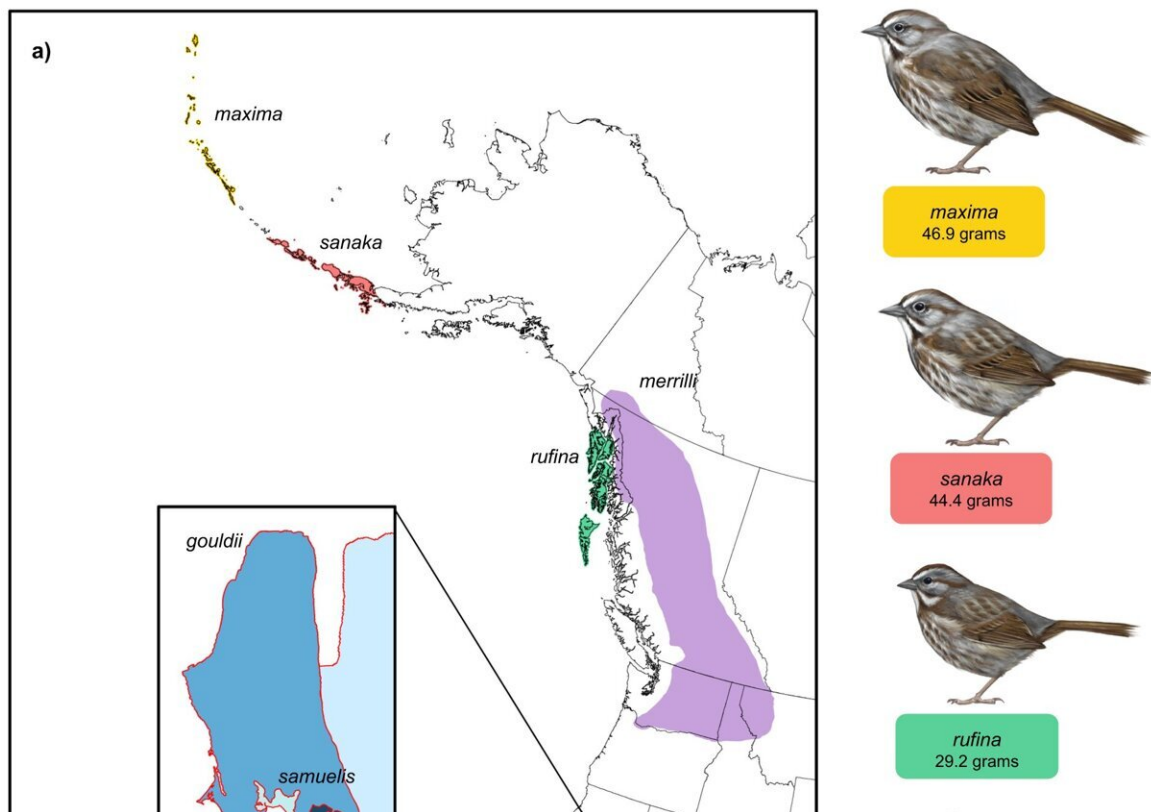 a)
maxima
sanaka
merrilli
rufina
gouldii
samuelis
maxima
46.9 grams
sanaka
44.4 grams
rufina
29.2 grams